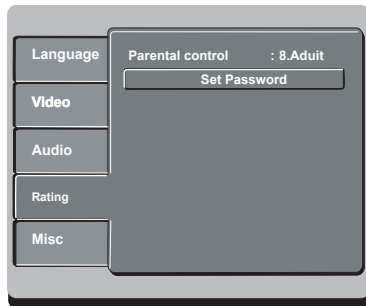 Language
Video
Audio
Rating
Misc
Parental control : 8.Aduit
Set Password